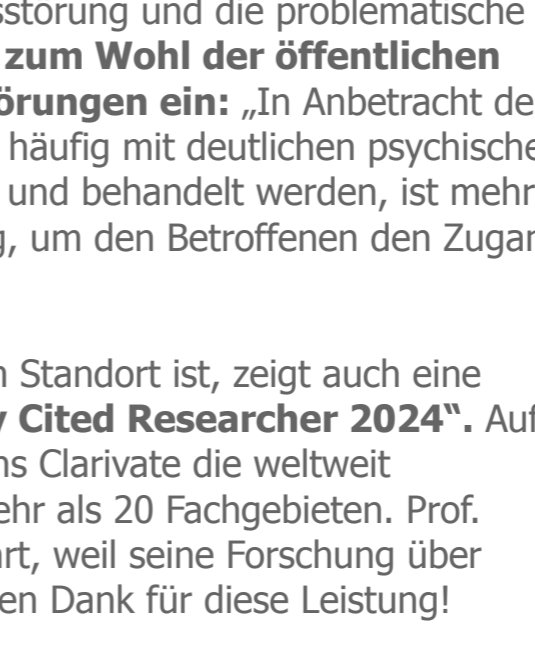 sstörung und die problematische
zum Wohl der öffentlichen
örungen ein: „In Anbetracht de
häufig mit deutlichen psychische
und behandelt werden, ist mehr
g, um den Betroffenen den Zugan
n Standort ist, zeigt auch eine
y Cited Researcher 2024“. Auf
ns Clarivate die weltweit
ehr als 20 Fachgebieten. Prof.
art, weil seine Forschung über
en Dank für diese Leistung!